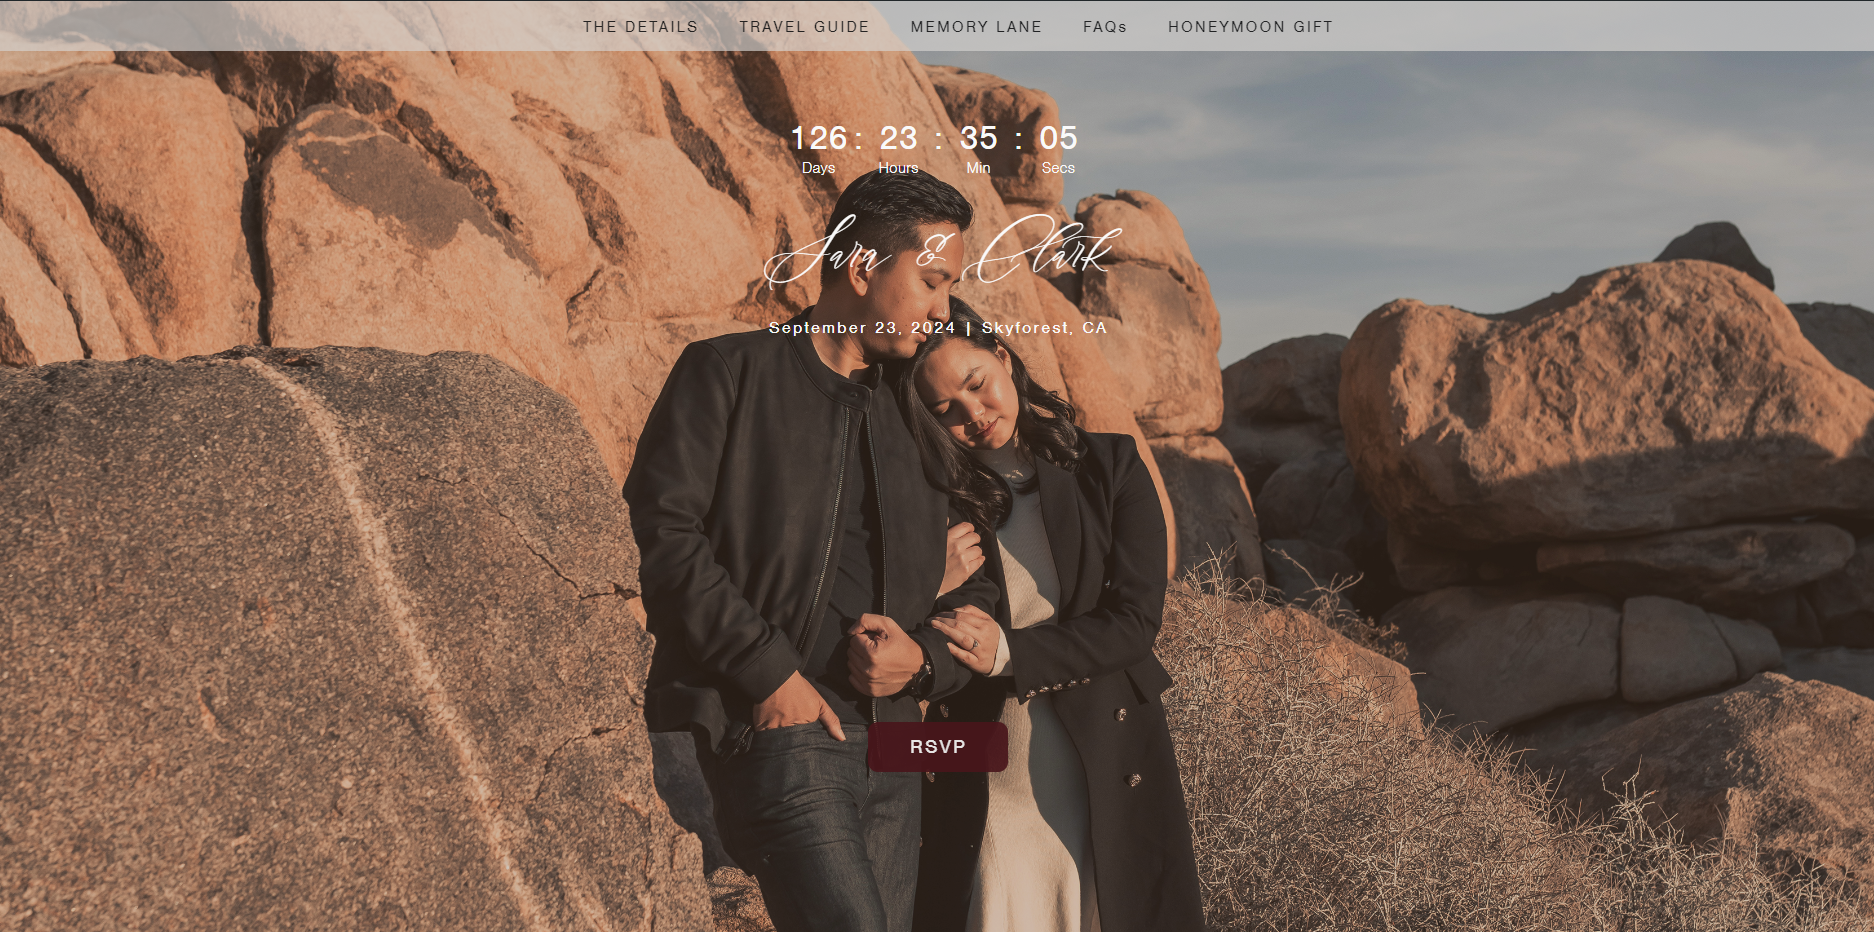 THE DETAILS TRAVEL GUIDE MEMORY LANE FAQs HONEYMOON GIFT
126 : 23 : 35 : 05
Days Hours Min Secs
Sara & Clark
September 23, 2024 | Skyforest, CA
RSVP